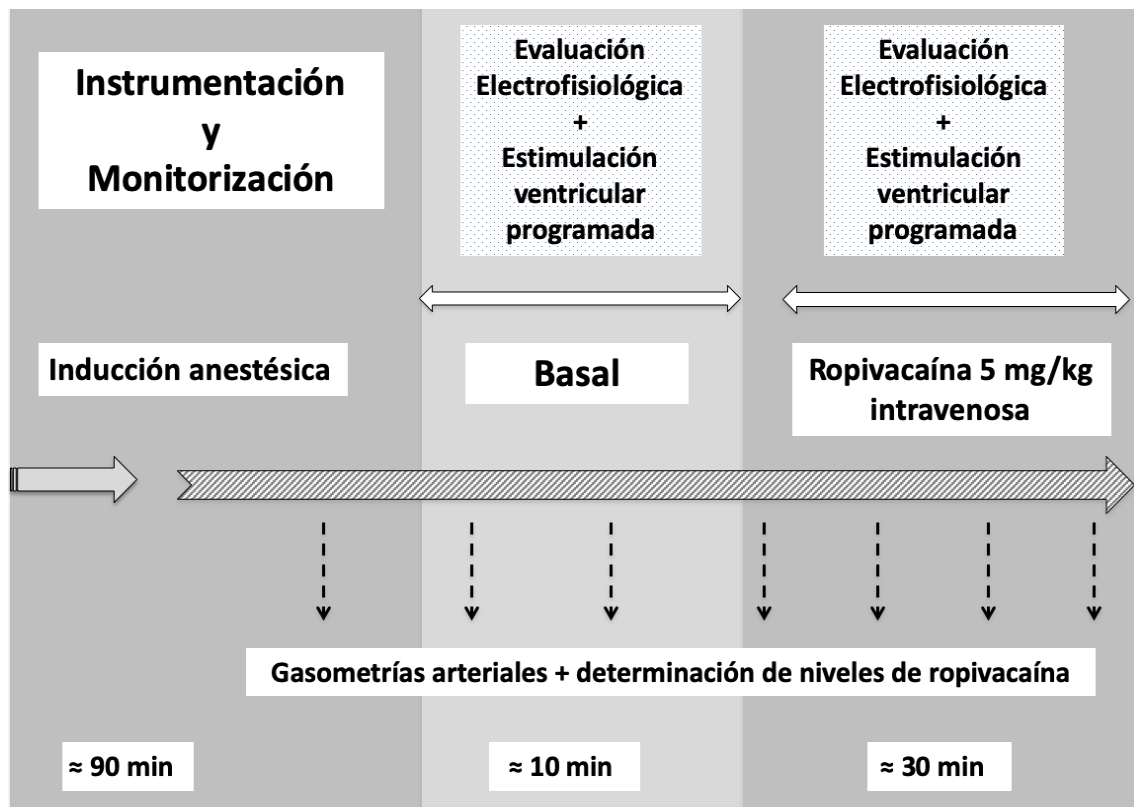 Instrumentación
y
Monitorización
Evaluación
Electrofisiológica
+
Estimulación
ventricular
programada
Evaluación
Electrofisiológica
+
Estimulación
ventricular
programada
Inducción anestésica
Basal
Ropivacaína 5 mg/kg
intravenosa
Gasometrías arteriales + determinación de niveles de ropivacaína
≈ 90 min
≈ 10 min
≈ 30 min